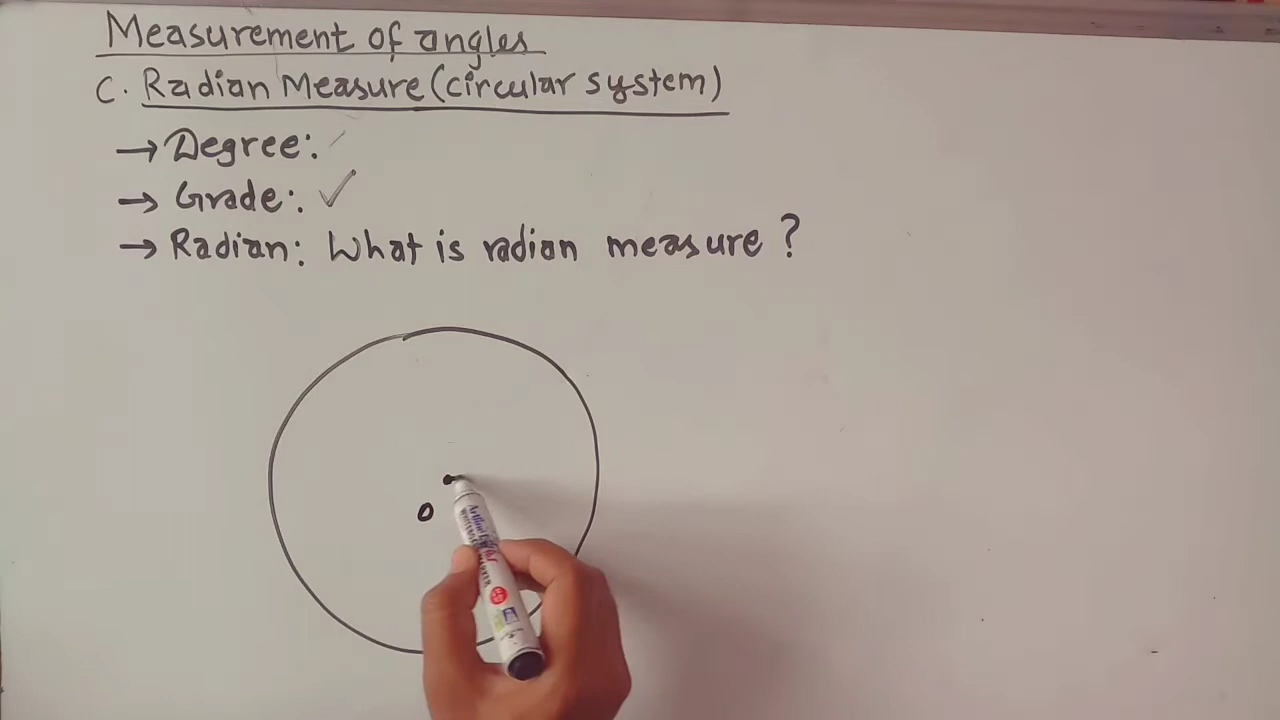 Measurement of angles
C. Radian Measure (circular system)
→ Degree: ✓
→ Grade: ✓
→ Radian: What is radian measure?
O